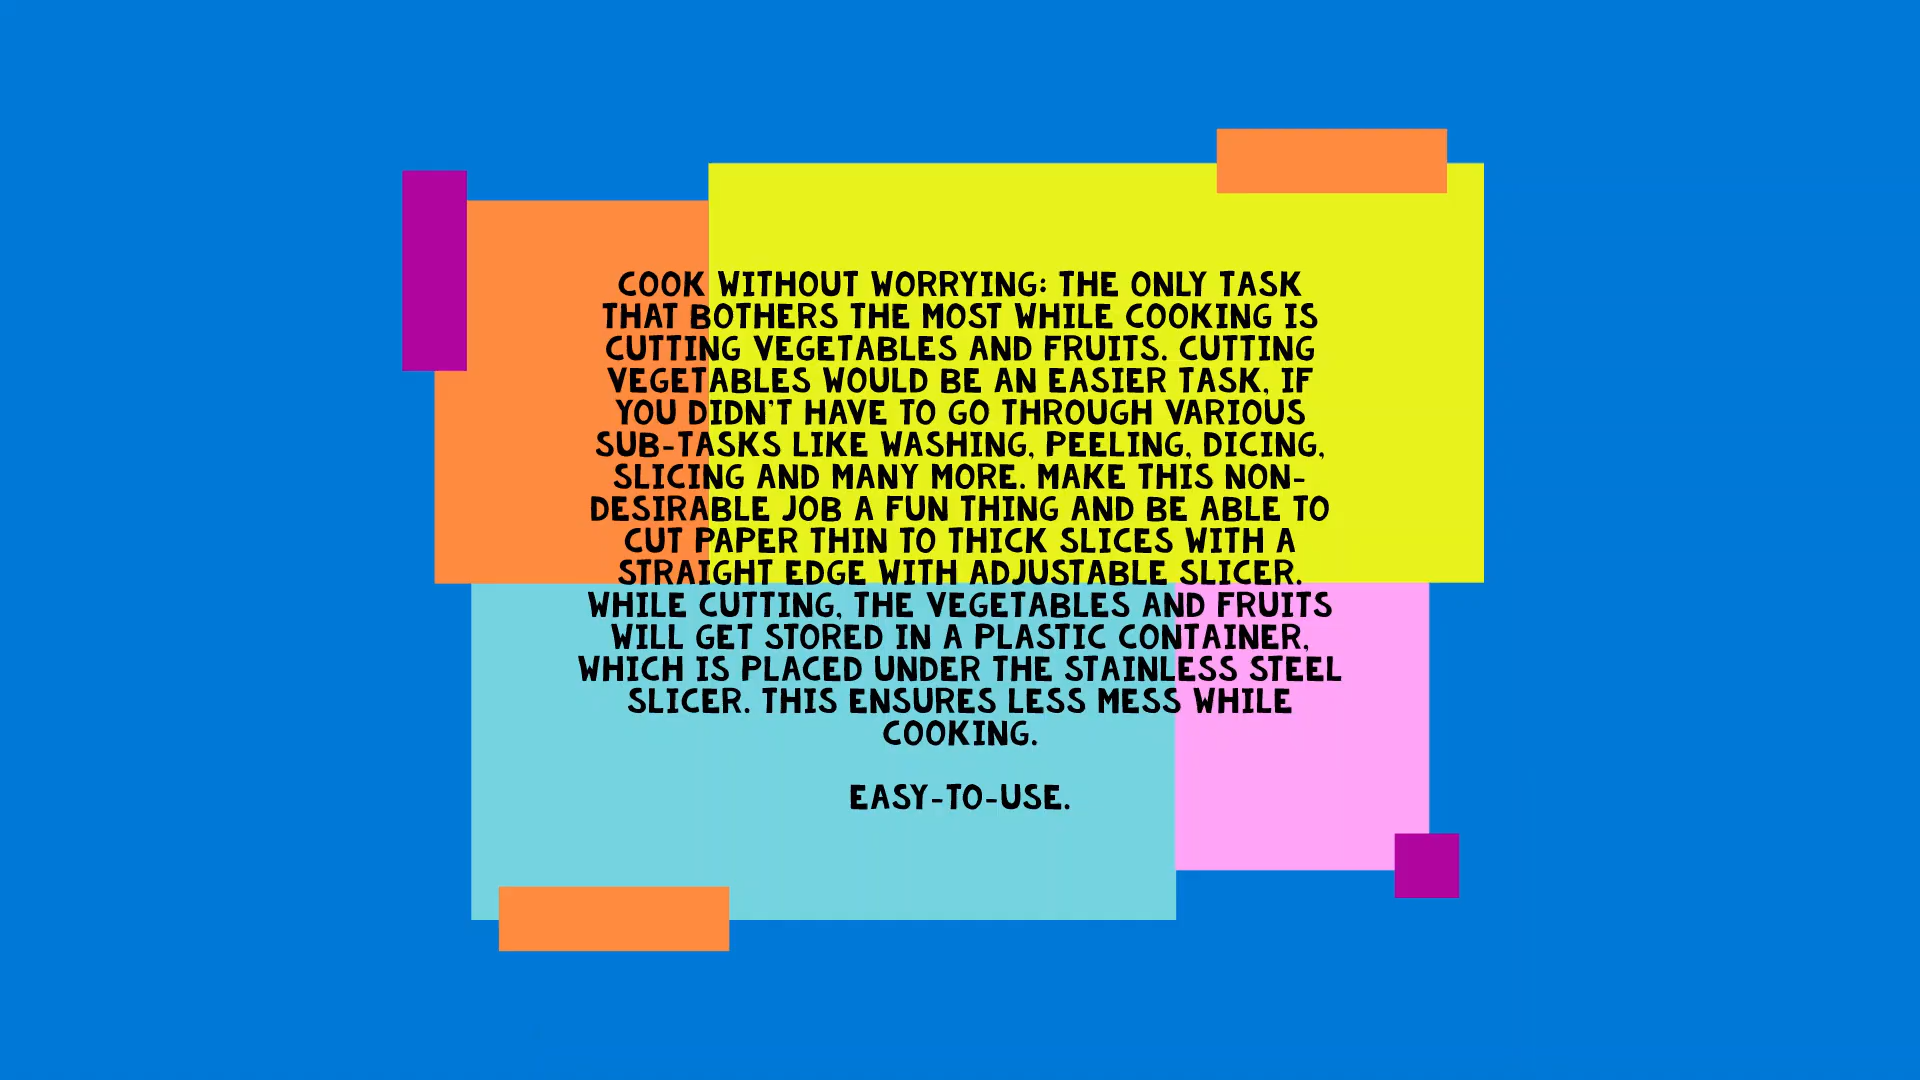 COOK WITHOUT WORRYING: THE ONLY TASK
THAT BOTHERS THE MOST WHILE COOKING IS
CUTTING VEGETABLES AND FRUITS. CUTTING
VEGETABLES WOULD BE AN EASIER TASK, IF
YOU DIDN'T HAVE TO GO THROUGH VARIOUS
SUB-TASKS LIKE WASHING, PEELING, DICING,
SLICING AND MANY MORE. MAKE THIS NON-
DESIRABLE JOB A FUN THING AND BE ABLE TO
CUT PAPER THIN TO THICK SLICES WITH A
STRAIGHT EDGE WITH ADJUSTABLE SLICER.
WHILE CUTTING, THE VEGETABLES AND FRUITS
WILL GET STORED IN A PLASTIC CONTAINER,
WHICH IS PLACED UNDER THE STAINLESS STEEL
SLICER. THIS ENSURES LESS MESS WHILE
COOKING.
EASY-TO-USE.